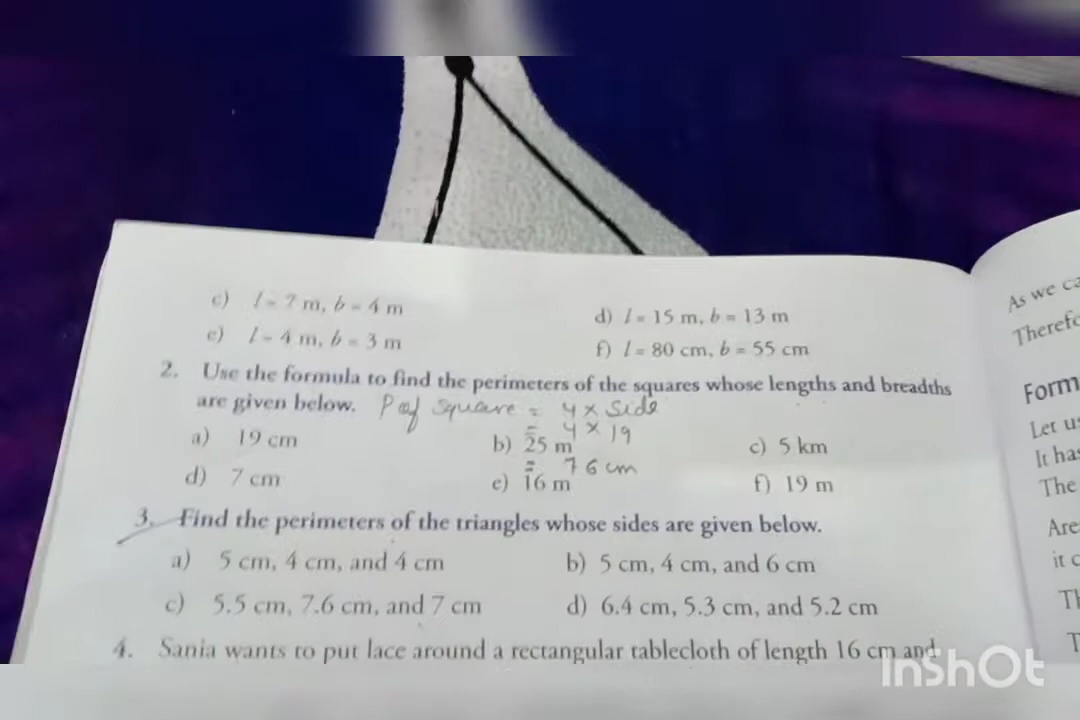 c) l = 7 m, b = 4 m
d) l = 15 m, b = 13 m
e) l = 4 m, b = 3 m
f) l = 80 cm, b = 55 cm
2. Use the formula to find the perimeters of the squares whose lengths and breadths
are given below. P of square = 4 x Side
= 4 x 19
a) 19 cm
b) 25 m
c) 5 km
= 76 cm
d) 7 cm
e) 16 m
f) 19 m
3. Find the perimeters of the triangles whose sides are given below.
a) 5 cm, 4 cm, and 4 cm
b) 5 cm, 4 cm, and 6 cm
c) 5.5 cm, 7.6 cm, and 7 cm
d) 6.4 cm, 5.3 cm, and 5.2 cm
4. Sania wants to put lace around a rectangular tablecloth of length 16 cm and
As we
Form
Let
It has
The
Are
it
InShOt